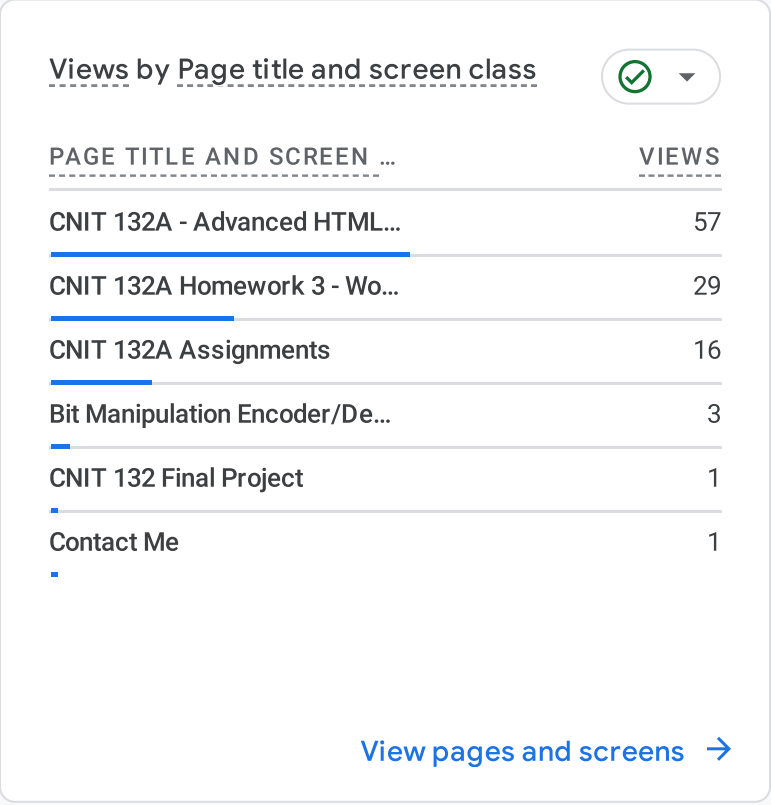 Views by Page title and screen class
PAGE TITLE AND SCREEN … VIEWS
CNIT 132A - Advanced HTML… 57
CNIT 132A Homework 3 - Wo… 29
CNIT 132A Assignments 16
Bit Manipulation Encoder/De… 3
CNIT 132 Final Project 1
Contact Me 1
View pages and screens